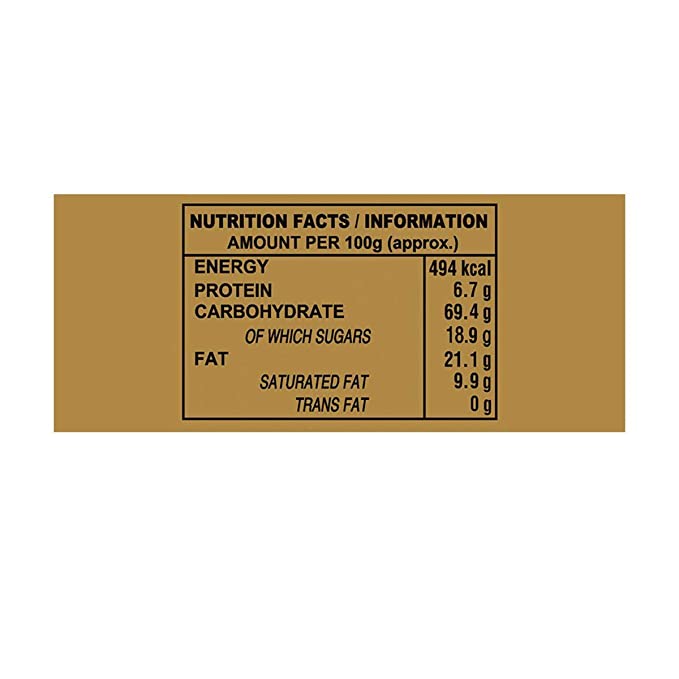 NUTRITION FACTS / INFORMATION
AMOUNT PER 100g (approx.)
ENERGY 494 kcal
PROTEIN 6.7 g
CARBOHYDRATE 69.4 g
OF WHICH SUGARS 18.9 g
FAT 21.1 g
SATURATED FAT 9.9 g
TRANS FAT 0 g